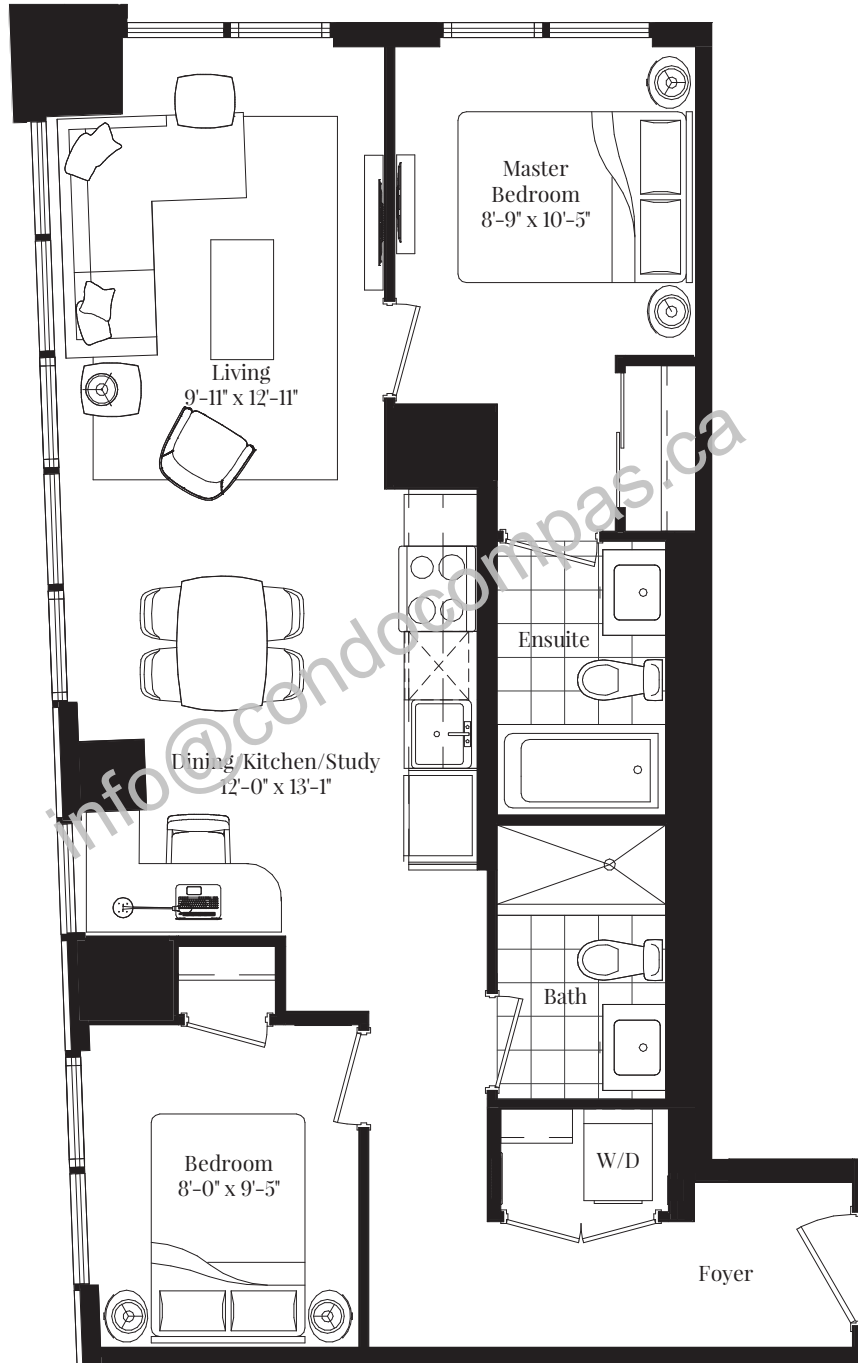 Master
Bedroom
8'-9" x 10'-5"
Living
9'-11" x 12'-11"
Ensuite
Dining/Kitchen/Study
12'-0" x 13'-1"
info@condocompas.ca
Bath
Bedroom
8'-0" x 9'-5"
W/D
Foyer